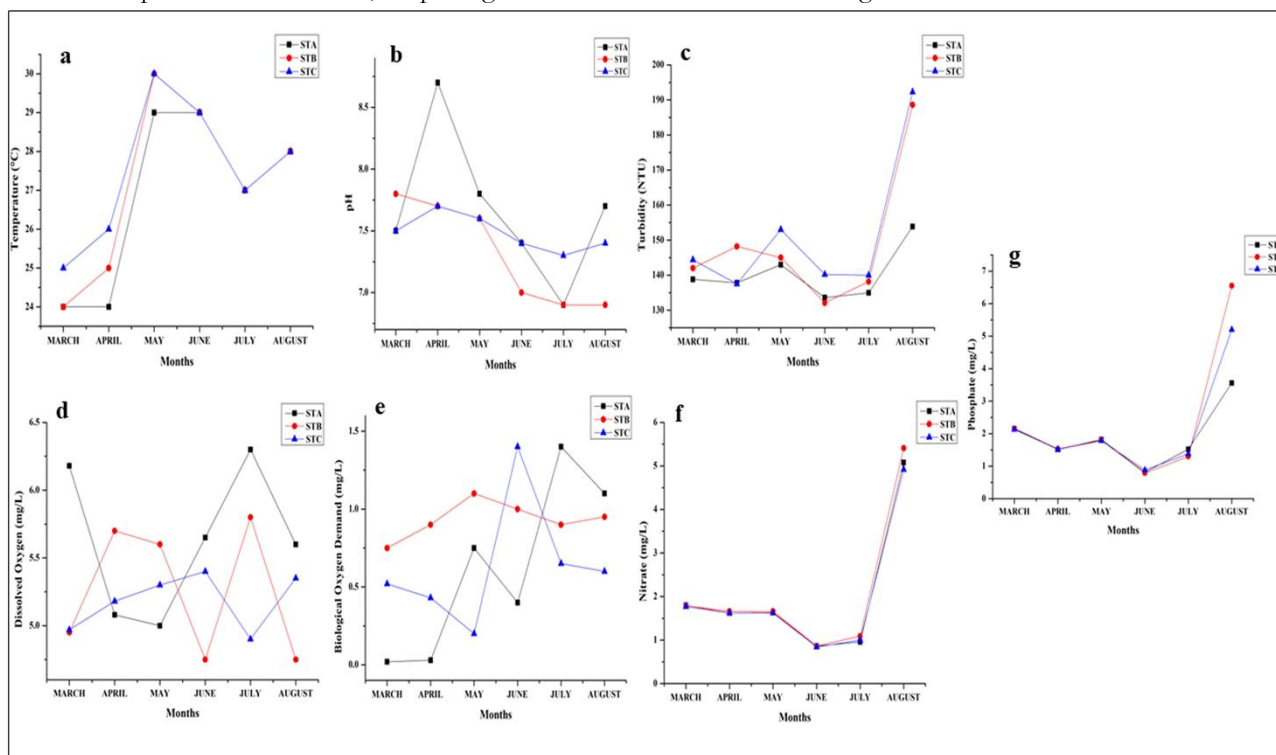 a
STA
STB
STC
30
29
28
27
26
25
24
Temperature (°C)
MARCH APRIL MAY JUNE JULY AUGUST
Months
b
STA
STB
STC
8.5
8.0
7.5
7.0
pH
MARCH APRIL MAY JUNE JULY AUGUST
Months
c
STA
STB
STC
200
190
180
170
160
150
140
130
Turbidity (NTU)
MARCH APRIL MAY JUNE JULY AUGUST
Months
d
STA
STB
STC
6.5
6.0
5.5
5.0
Dissolved Oxygen (mg/L)
MARCH APRIL MAY JUNE JULY AUGUST
Months
e
STA
STB
STC
1.5
1.0
0.5
0.0
Biological Oxygen Demand (mg/L)
MARCH APRIL MAY JUNE JULY AUGUST
Months
f
STA
STB
STC
6
5
4
3
2
1
0
Nitrate (mg/L)
MARCH APRIL MAY JUNE JULY AUGUST
Months
g
7
6
5
4
3
2
1
0
Phosphate (mg/L)
MARCH APRIL MAY JUNE JULY AUGUST
Months